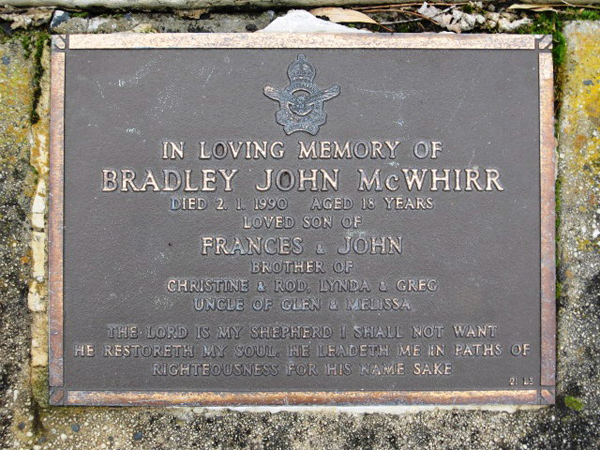 IN LOVING MEMORY OF
BRADLEY JOHN McWHIRR
DIED 2. 1. 1990 AGED 18 YEARS
LOVED SON OF
FRANCES & JOHN
BROTHER OF
CHRISTINE & ROD, LYNDA & GREG
UNCLE OF GLEN & MELISSA
THE LORD IS MY SHEPHERD I SHALL NOT WANT
HE RESTORETH MY SOUL. HE LEADETH ME IN PATHS OF
RIGHTEOUSNESS FOR HIS NAME SAKE